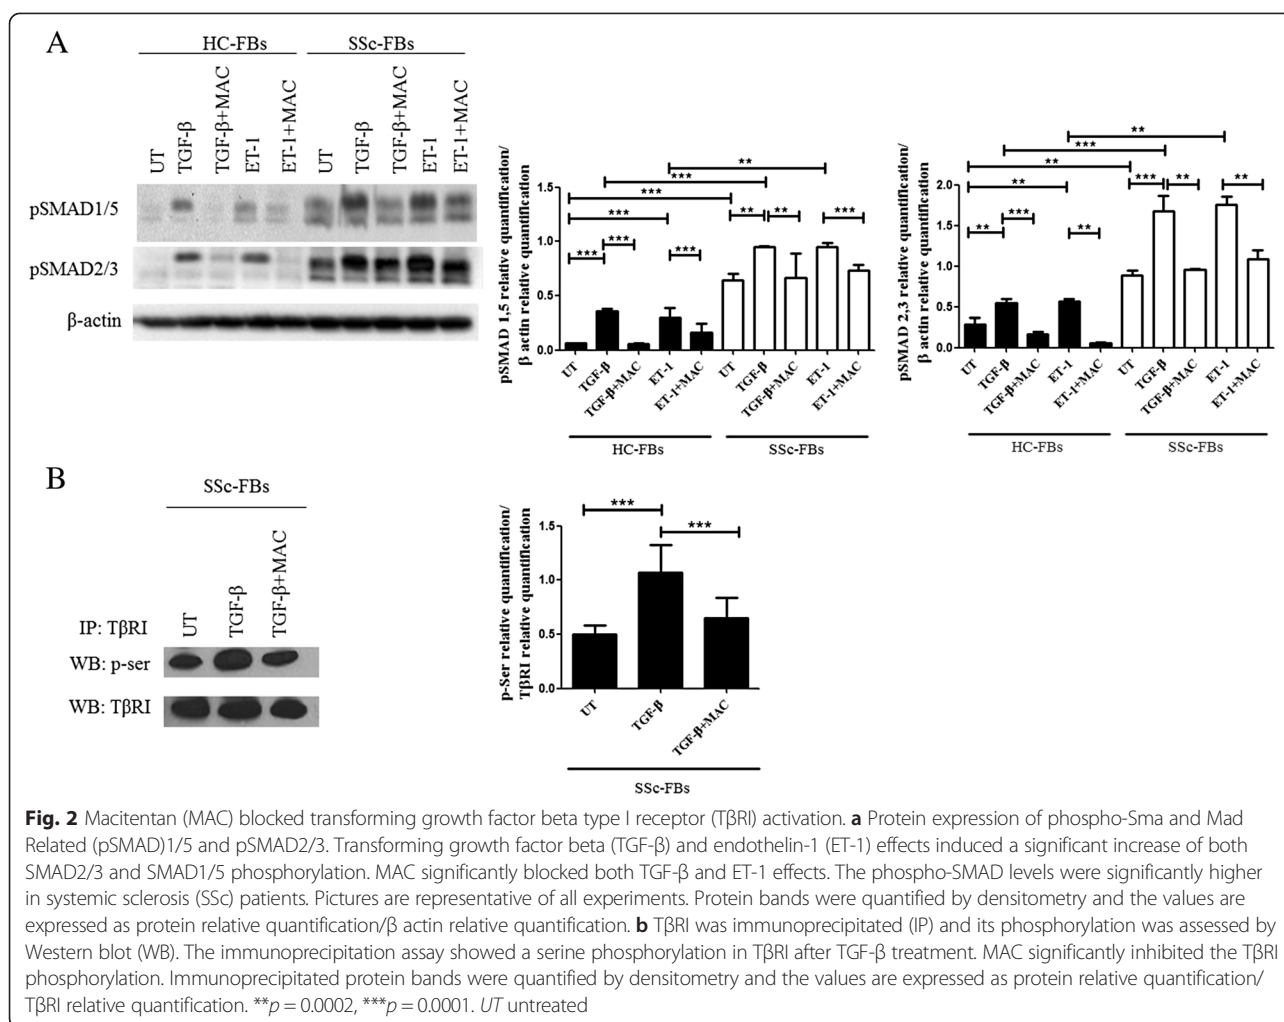 A
HC-FBs
SSc-FBs
UT
TGF-β
TGF-β+MAC
ET-1
ET-1+MAC
UT
TGF-β
TGF-β+MAC
ET-1
ET-1+MAC
pSMAD1/5
pSMAD2/3
β-actin
pSMAD 1,5 relative quantification/
β actin relative quantification
1.5
1.0
0.5
0.0
**
***
***
***
***
***
***
**
**
***
UT
TGF-β
TGF-β+MAC
ET-1
ET-1+MAC
UT
TGF-β
TGF-β+MAC
ET-1
ET-1+MAC
HC-FBs
SSc-FBs
pSMAD 2,3 relative quantification/
β actin relative quantification
2.0
1.5
1.0
0.5
0.0
**
***
**
**
**
***
**
***
**
**
UT
TGF-β
TGF-β+MAC
ET-1
ET-1+MAC
UT
TGF-β
TGF-β+MAC
ET-1
ET-1+MAC
HC-FBs
SSc-FBs
B
SSc-FBs
IP: TβRI
UT
TGF-β
TGF-β+MAC
WB: p-ser
WB: TβRI
p-Ser relative quantification/
TβRI relative quantification
1.5
1.0
0.5
0.0
***
***
UT
TGF-β
TGF-β+MAC
SSc-FBs
Fig. 2 Macitentan (MAC) blocked transforming growth factor beta type I receptor (TβRI) activation. a Protein expression of phospho-Sma and Mad
Related (pSMAD)1/5 and pSMAD2/3. Transforming growth factor beta (TGF-β) and endothelin-1 (ET-1) effects induced a significant increase of both
SMAD2/3 and SMAD1/5 phosphorylation. MAC significantly blocked both TGF-β and ET-1 effects. The phospho-SMAD levels were significantly higher
in systemic sclerosis (SSc) patients. Pictures are representative of all experiments. Protein bands were quantified by densitometry and the values are
expressed as protein relative quantification/β actin relative quantification. b TβRI was immunoprecipitated (IP) and its phosphorylation was assessed by
Western blot (WB). The immunoprecipitation assay showed a serine phosphorylation in TβRI after TGF-β treatment. MAC significantly inhibited the TβRI
phosphorylation. Immunoprecipitated protein bands were quantified by densitometry and the values are expressed as protein relative quantification/
TβRI relative quantification. **p = 0.0002, ***p = 0.0001. UT untreated